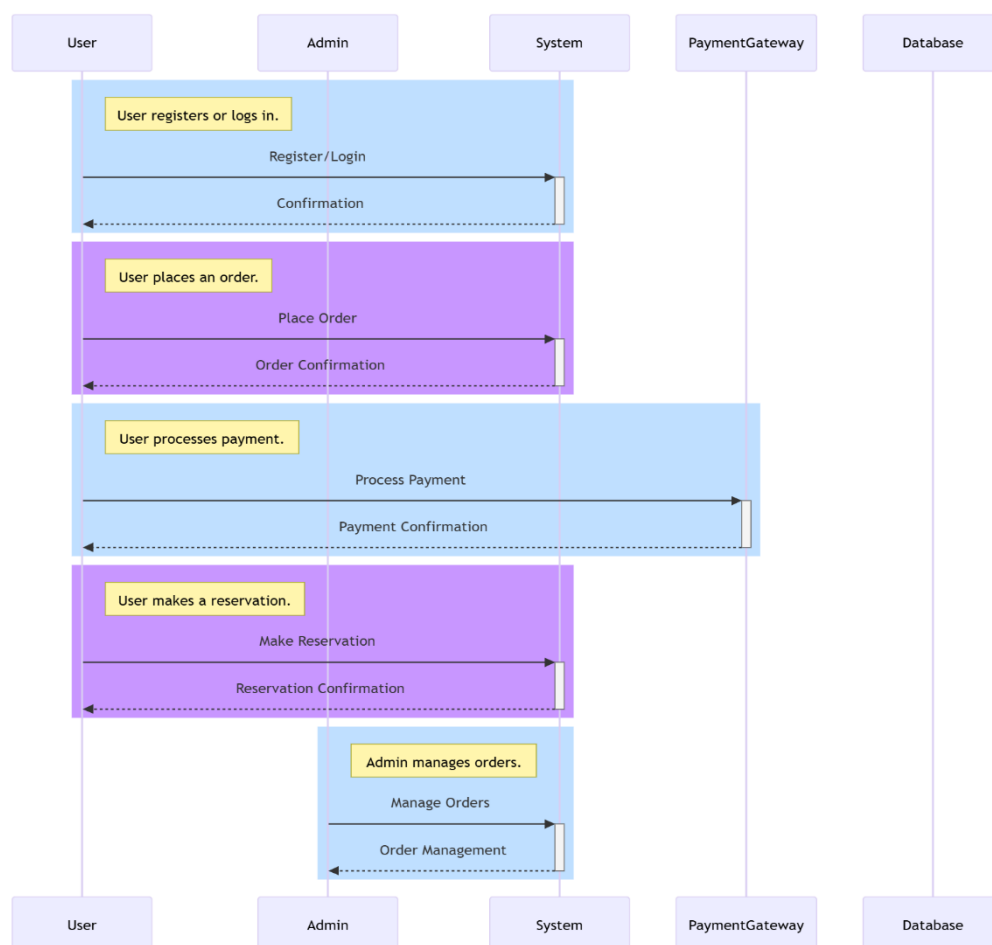 User Admin System PaymentGateway Database
User registers or logs in.
Register/Login
Confirmation
User places an order.
Place Order
Order Confirmation
User processes payment.
Process Payment
Payment Confirmation
User makes a reservation.
Make Reservation
Reservation Confirmation
Admin manages orders.
Manage Orders
Order Management
User Admin System PaymentGateway Database